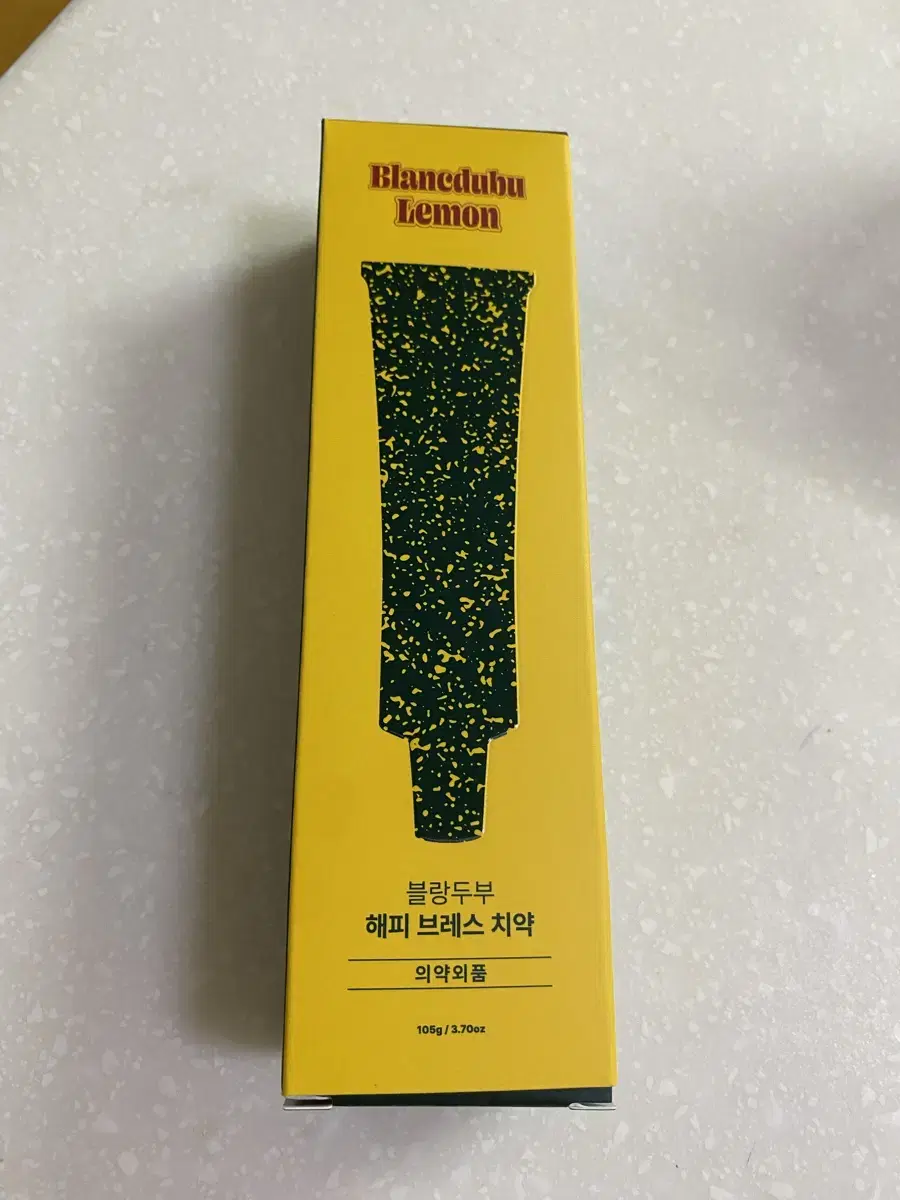 Blancdubu
Lemon
블랑두부
해피 브레스 치약
의약외품
105g / 3.70oz